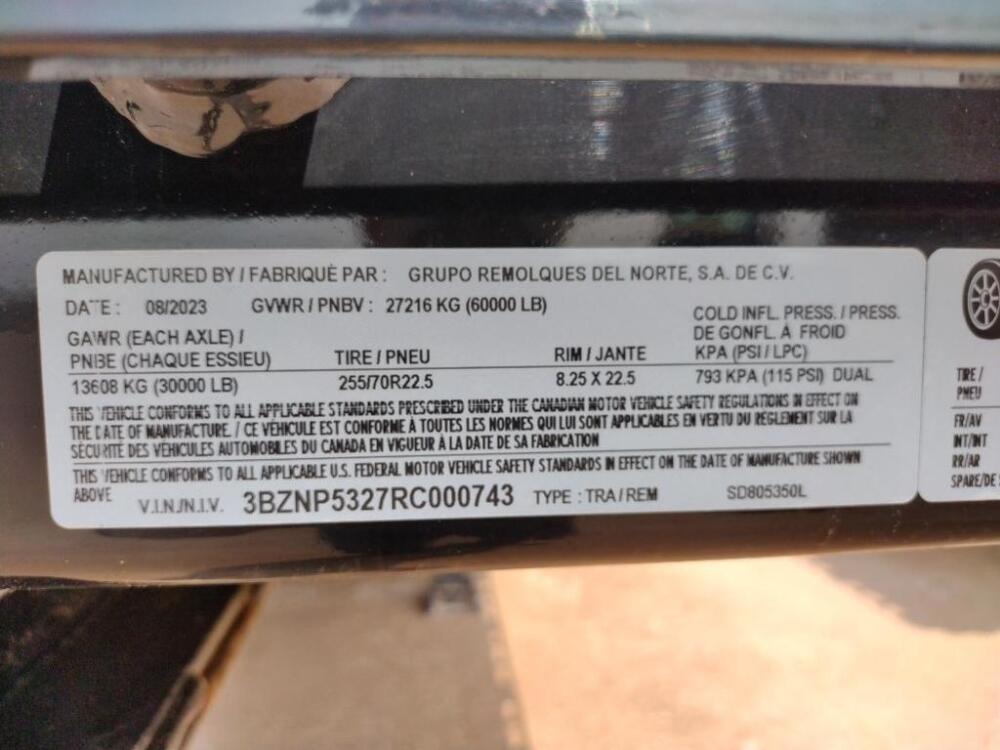 MANUFACTURED BY / FABRIQUÉ PAR : GRUPO REMOLQUES DEL NORTE, S.A. DE C.V.
DATE : 08/2023 GVWR / PNBV : 27216 KG (60000 LB)
COLD INFL. PRESS. / PRESS.
DE GONFL. À FROID
KPA (PSI / LPC)
GAWR (EACH AXLE) /
PNBE (CHAQUE ESSIEU) TIRE / PNEU RIM / JANTE
13608 KG (30000 LB) 255/70R22.5 8.25 X 22.5 793 KPA (115 PSI) DUAL
THIS VEHICLE CONFORMS TO ALL APPLICABLE STANDARDS PRESCRIBED UNDER THE CANADIAN MOTOR VEHICLE SAFETY REGULATIONS IN EFFECT ON
THE DATE OF MANUFACTURE. / CE VÉHICULE EST CONFORME À TOUTES LES NORMES QUI LUI SONT APPLICABLES EN VERTU DU RÈGLEMENT SUR LA
SÉCURITÉ DES VÉHICULES AUTOMOBILES DU CANADA EN VIGUEUR À LA DATE DE SA FABRICATION
THIS VEHICLE CONFORMS TO ALL APPLICABLE U.S. FEDERAL MOTOR VEHICLE SAFETY STANDARDS IN EFFECT ON THE DATE OF MANUFACTURE SHOWN
ABOVE
V.I.N./N.I.V. 3BZNP5327RC000743 TYPE : TRA / REM SD805350L
TIRE /
PNEU
FR/AV
INT/INT
RR/AR
SPARE/DE